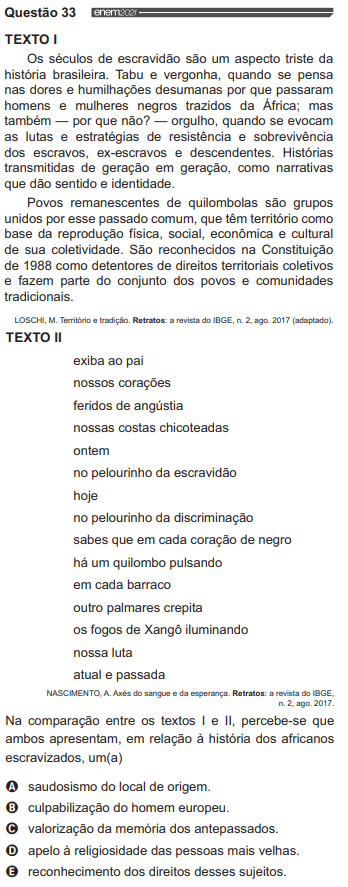 Questão 33 enem2021
TEXTO I
Os séculos de escravidão são um aspecto triste da
história brasileira. Tabu e vergonha, quando se pensa
nas dores e humilhações desumanas por que passaram
homens e mulheres negros trazidos da África; mas
também — por que não? — orgulho, quando se evocam
as lutas e estratégias de resistência e sobrevivência
dos escravos, ex-escravos e descendentes. Histórias
transmitidas de geração em geração, como narrativas
que dão sentido e identidade.
Povos remanescentes de quilombolas são grupos
unidos por esse passado comum, que têm território como
base da reprodução física, social, econômica e cultural
de sua coletividade. São reconhecidos na Constituição
de 1988 como detentores de direitos territoriais coletivos
e fazem parte do conjunto dos povos e comunidades
tradicionais.
LOSCHI, M. Território e tradição. Retratos: a revista do IBGE, n. 2, ago. 2017 (adaptado).
TEXTO II
exiba ao pai
nossos corações
feridos de angústia
nossas costas chicoteadas
ontem
no pelourinho da escravidão
hoje
no pelourinho da discriminação
sabes que em cada coração de negro
há um quilombo pulsando
em cada barraco
outro palmares crepita
os fogos de Xangô iluminando
nossa luta
atual e passada
NASCIMENTO, A. Axés do sangue e da esperança. Retratos: a revista do IBGE,
n. 2, ago. 2017.
Na comparação entre os textos I e II, percebe-se que
ambos apresentam, em relação à história dos africanos
escravizados, um(a)
A saudosismo do local de origem.
B culpabilização do homem europeu.
C valorização da memória dos antepassados.
D apelo à religiosidade das pessoas mais velhas.
E reconhecimento dos direitos desses sujeitos.